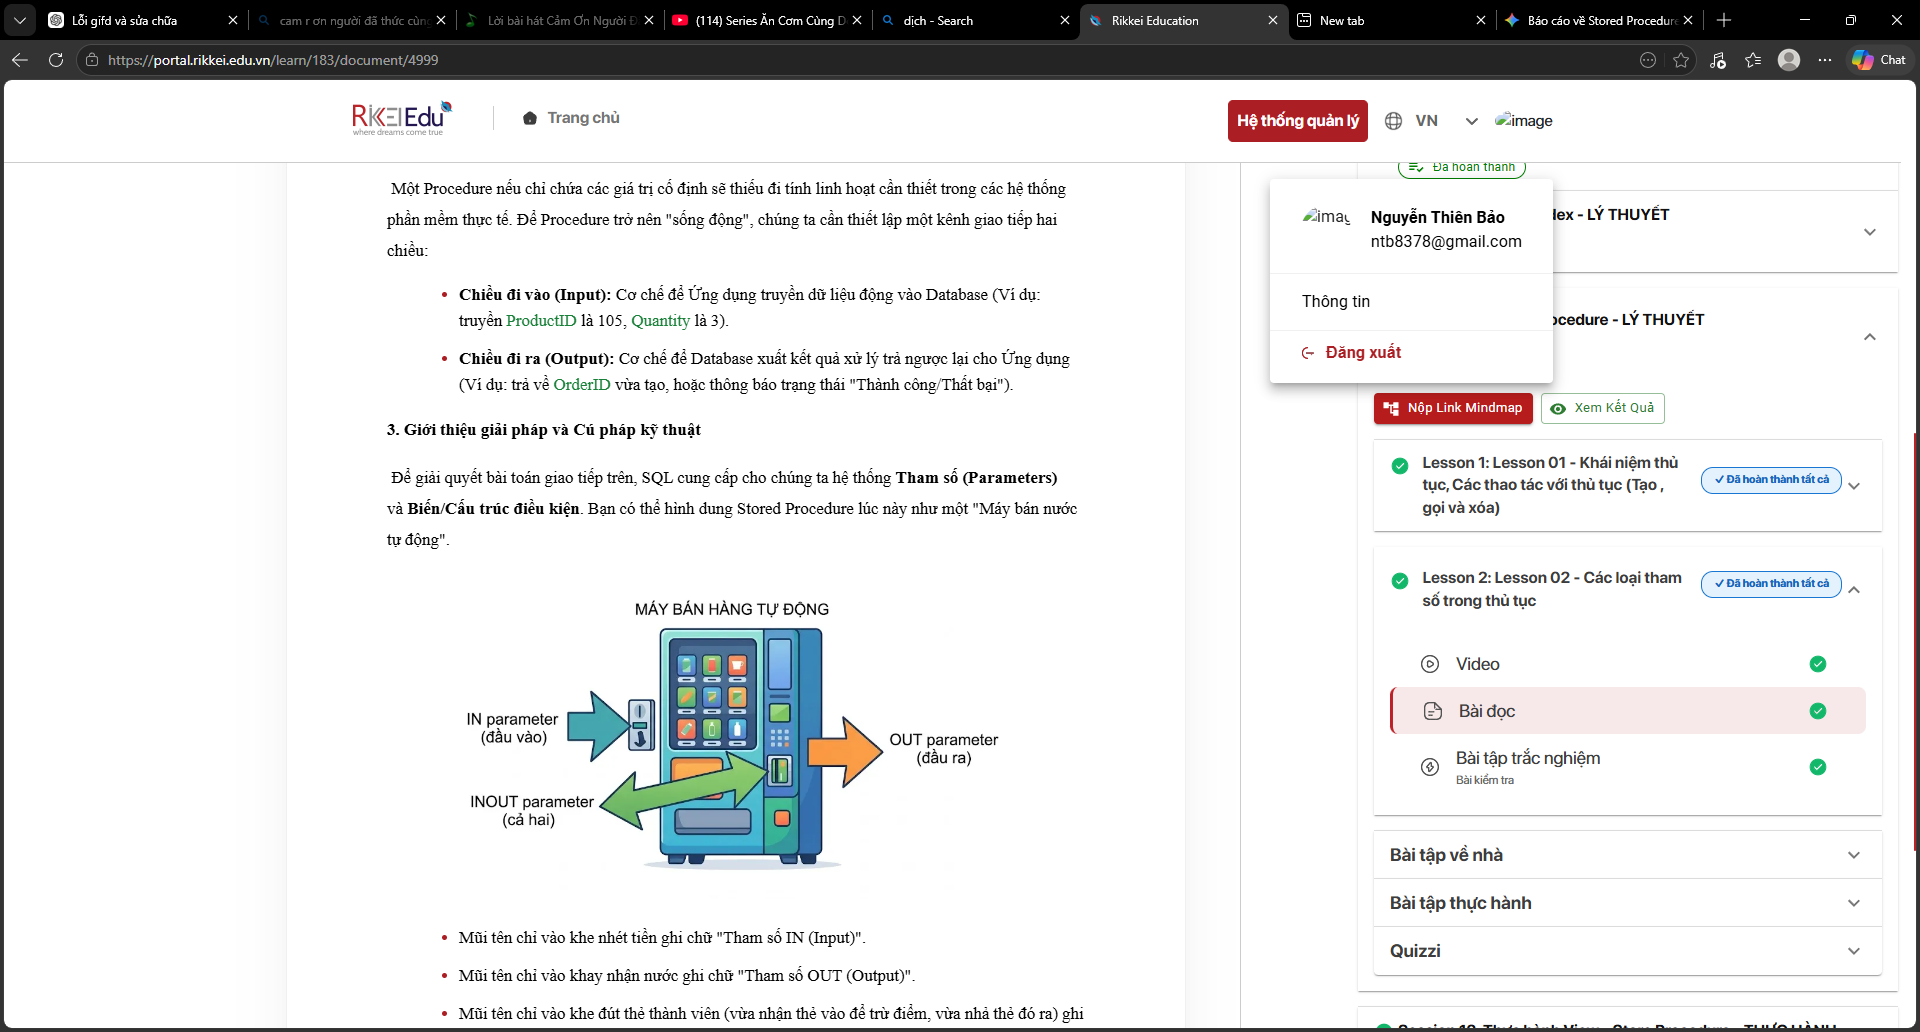 Lỗi gifd và sửa chữa
cam r ơn người đã thức cùng
Lời bài hát Cảm Ơn Người Đ
(114) Series Ăn Cơm Cùng D
dịch - Search
Rikkei Education
New tab
Báo cáo về Stored Procedure
https://portal.rikkei.edu.vn/learn/183/document/4999
Chat
RIKKEI Edu
where dreams come true
Trang chủ
Hệ thống quản lý
VN
image
Một Procedure nếu chỉ chứa các giá trị cố định sẽ thiếu đi tính linh hoạt cần thiết trong các hệ thống
phần mềm thực tế. Để Procedure trở nên "sống động", chúng ta cần thiết lập một kênh giao tiếp hai
chiều:
• Chiều đi vào (Input): Cơ chế để Ứng dụng truyền dữ liệu động vào Database (Ví dụ:
truyền ProductID là 105, Quantity là 3).
• Chiều đi ra (Output): Cơ chế để Database xuất kết quả xử lý trả ngược lại cho Ứng dụng
(Ví dụ: trả về OrderID vừa tạo, hoặc thông báo trạng thái "Thành công/Thất bại").
3. Giới thiệu giải pháp và Cú pháp kỹ thuật
Để giải quyết bài toán giao tiếp trên, SQL cung cấp cho chúng ta hệ thống Tham số (Parameters)
và Biến/Cấu trúc điều kiện. Bạn có thể hình dung Stored Procedure lúc này như một "Máy bán nước
tự động".
MÁY BÁN HÀNG TỰ ĐỘNG
IN parameter
(đầu vào)
OUT parameter
(đầu ra)
INOUT parameter
(cả hai)
• Mũi tên chỉ vào khe nhét tiền ghi chữ "Tham số IN (Input)".
• Mũi tên chỉ vào khay nhận nước ghi chữ "Tham số OUT (Output)".
• Mũi tên chỉ vào khe đút thẻ thành viên (vừa nhận thẻ vào để trừ điểm, vừa nhả thẻ đó ra) ghi
Đã hoàn thành
imag
Nguyễn Thiên Bảo
ntb8378@gmail.com
Thông tin
Đăng xuất
dex - LÝ THUYẾT
ocedure - LÝ THUYẾT
Nộp Link Mindmap
Xem Kết Quả
Lesson 1: Lesson 01 - Khái niệm thủ
tục, Các thao tác với thủ tục (Tạo ,
gọi và xóa)
✓ Đã hoàn thành tất cả
Lesson 2: Lesson 02 - Các loại tham
số trong thủ tục
✓ Đã hoàn thành tất cả
Video
Bài đọc
Bài tập trắc nghiệm
Bài kiểm tra
Bài tập về nhà
Bài tập thực hành
Quizzi